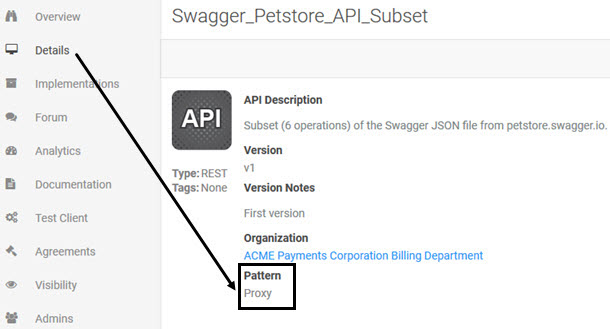 Swagger_Petstore_API_Subset
Overview
Details
Implementations
Forum
Analytics
Documentation
Test Client
Agreements
Visibility
Admins
API
Type: REST
Tags: None
API Description
Subset (6 operations) of the Swagger JSON file from petstore.swagger.io.
Version
v1
Version Notes
First version
Organization
ACME Payments Corporation Billing Department
Pattern
Proxy